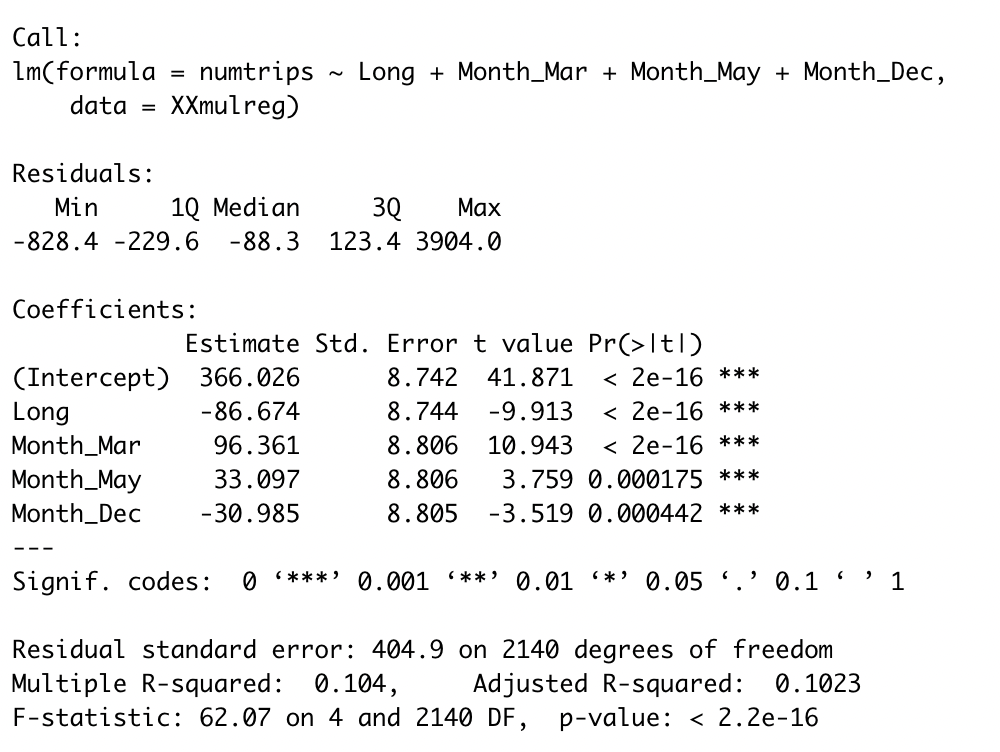 Call:
lm(formula = numtrips ~ Long + Month_Mar + Month_May + Month_Dec,
    data = XXmulreg)

Residuals:
   Min     1Q Median     3Q    Max
-828.4 -229.6  -88.3  123.4 3904.0

Coefficients:
            Estimate Std. Error t value Pr(>|t|)
(Intercept)  366.026      8.742  41.871  < 2e-16 ***
Long         -86.674      8.744  -9.913  < 2e-16 ***
Month_Mar     96.361      8.806  10.943  < 2e-16 ***
Month_May     33.097      8.806   3.759 0.000175 ***
Month_Dec    -30.985      8.805  -3.519 0.000442 ***
---
Signif. codes:  0 ‘***’ 0.001 ‘**’ 0.01 ‘*’ 0.05 ‘.’ 0.1 ‘ ’ 1

Residual standard error: 404.9 on 2140 degrees of freedom
Multiple R-squared:  0.104,     Adjusted R-squared:  0.1023
F-statistic: 62.07 on 4 and 2140 DF,  p-value: < 2.2e-16